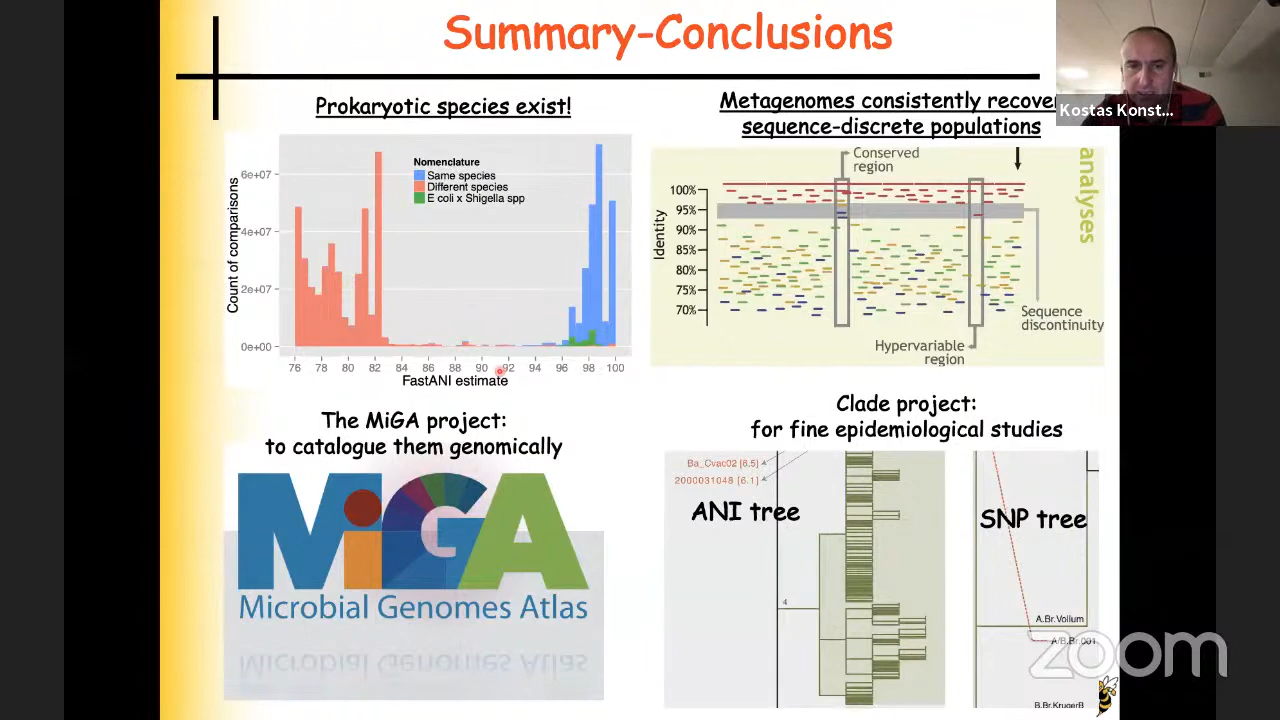 Summary-Conclusions
Kostas Konst...
Prokaryotic species exist!
Count of comparisons
6e+07
4e+07
2e+07
0e+00
Nomenclature
Same species
Different species
E coli x Shigella spp
76 78 80 82 84 86 88 90 92 94 96 98 100
FastANI estimate
Metagenomes consistently recove
sequence-discrete populations
Identity
100%
95%
90%
85%
80%
75%
70%
Conserved
region
analyses
Sequence
discontinuity
Hypervariable
region
The MiGA project:
to catalogue them genomically
MiGA
Microbial Genomes Atlas
Clade project:
for fine epidemiological studies
Ba_Cvac02 [6.5]
2000031048 [6.1]
ANI tree
4
SNP tree
A.Br.Vollum
A/B.Br.001
B.Br.KrugerB
zoom